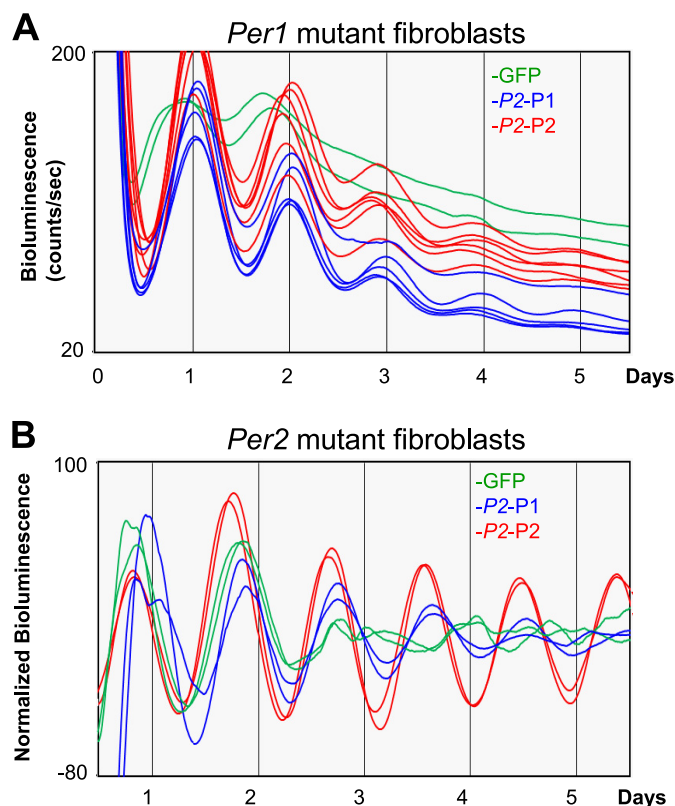 A
Per1 mutant fibroblasts
200
-GFP
-P2-P1
-P2-P2
Bioluminescence
(counts/sec)
20
0 1 2 3 4 5 Days
B
Per2 mutant fibroblasts
100
-GFP
-P2-P1
-P2-P2
Normalized Bioluminescence
-80
1 2 3 4 5 Days